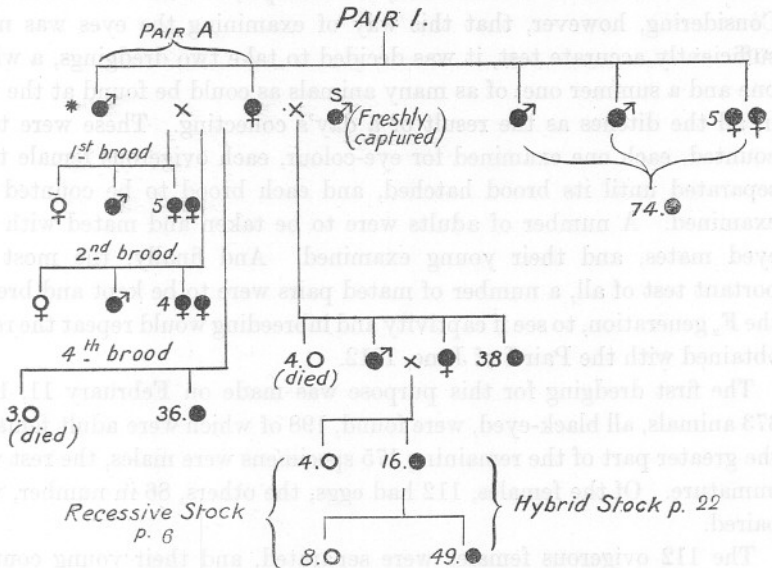 PAIR I.
PAIR A
* ♂ × ♀ × S ♂ (Freshly captured) ♂ ♂ 5 ♀ ♀
1st brood
♀ ♂ 5 ♀ ♀
74.
2nd brood
♀ ♂ 4 ♀ ♀
4th brood
4. ♂ × ♀ 38
(died)
3. 36.
(died)
4. 16.
Recessive Stock
p. 6
Hybrid Stock p. 22
8. 49.